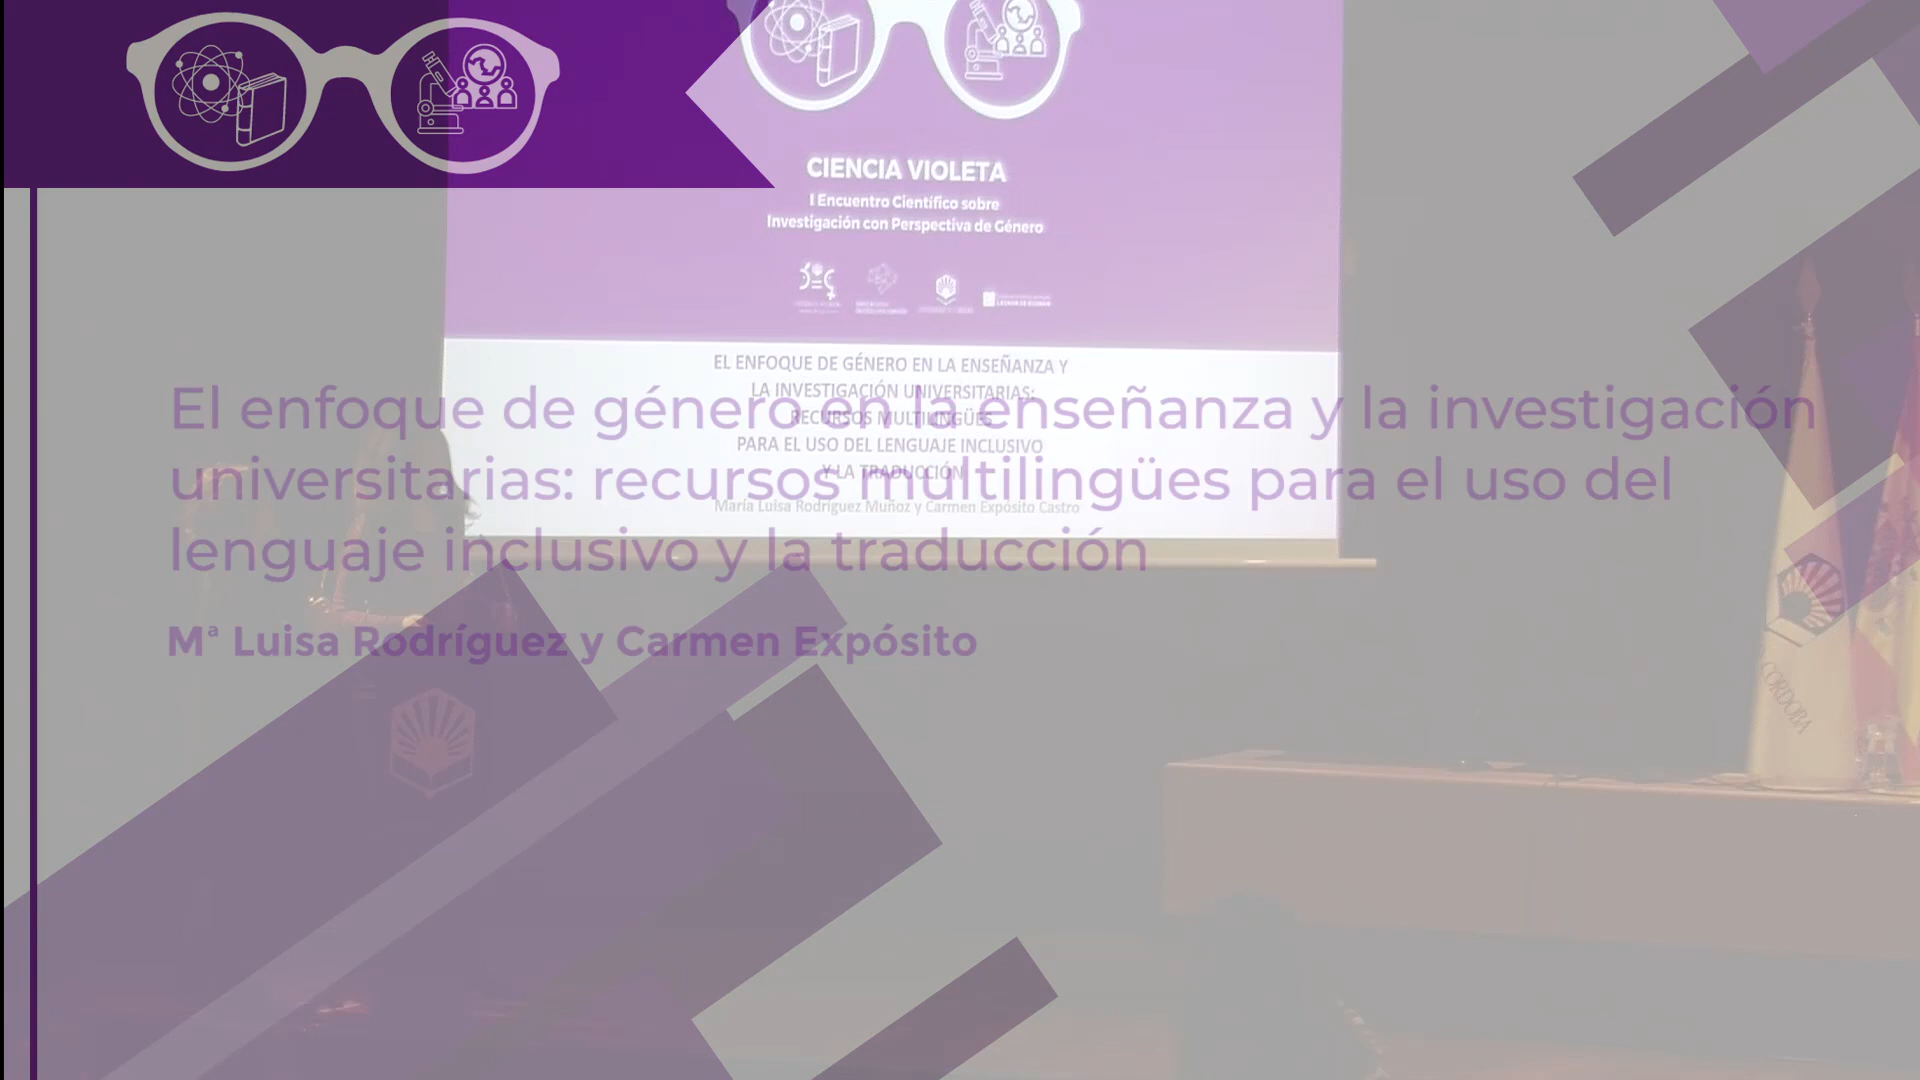 CIENCIA VIOLETA
I Encuentro Científico sobre
Investigación con Perspectiva de Género
EL ENFOQUE DE GÉNERO EN LA ENSEÑANZA Y
LA INVESTIGACIÓN UNIVERSITARIAS:
RECURSOS MULTILINGÜES
PARA EL USO DEL LENGUAJE INCLUSIVO
Y LA TRADUCCIÓN
María Luisa Rodríguez Muñoz y Carmen Expósito Castro
El enfoque de género en la enseñanza y la investigación
universitarias: recursos multilingües para el uso del
lenguaje inclusivo y la traducción
Mª Luisa Rodríguez y Carmen Expósito
CORDOBA